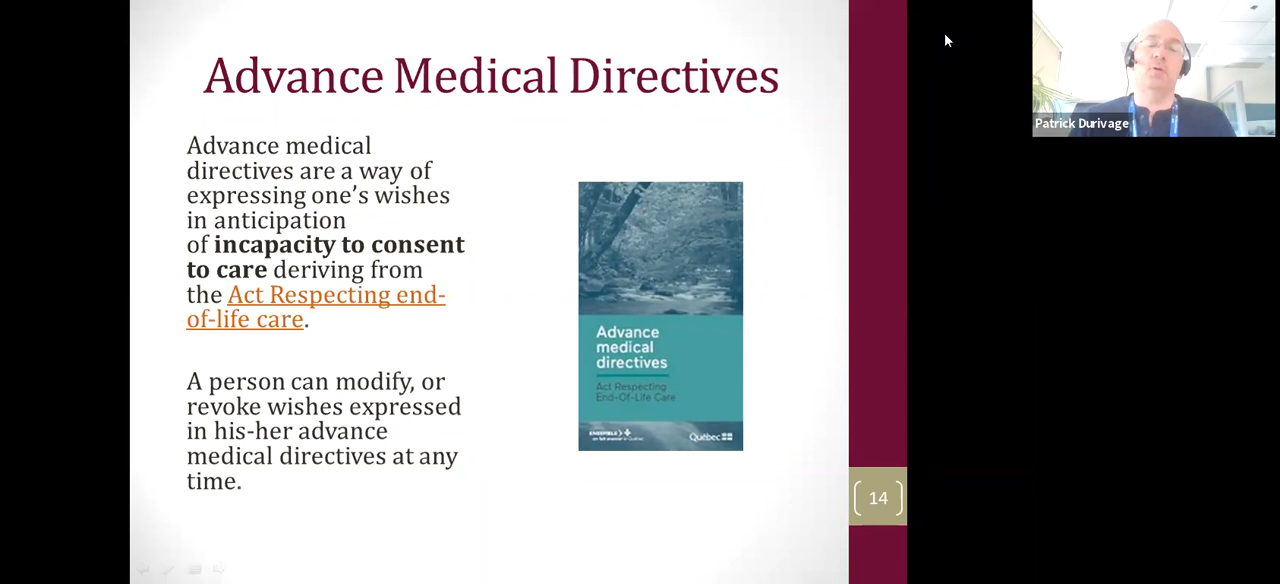 Advance Medical Directives
Advance medical
directives are a way of
expressing one’s wishes
in anticipation
of incapacity to consent
to care deriving from
the Act Respecting end-
of-life care.
A person can modify, or
revoke wishes expressed
in his-her advance
medical directives at any
time.
Advance
medical
directives
Act Respecting
End-Of-Life Care
Québec
14
Patrick Durivage